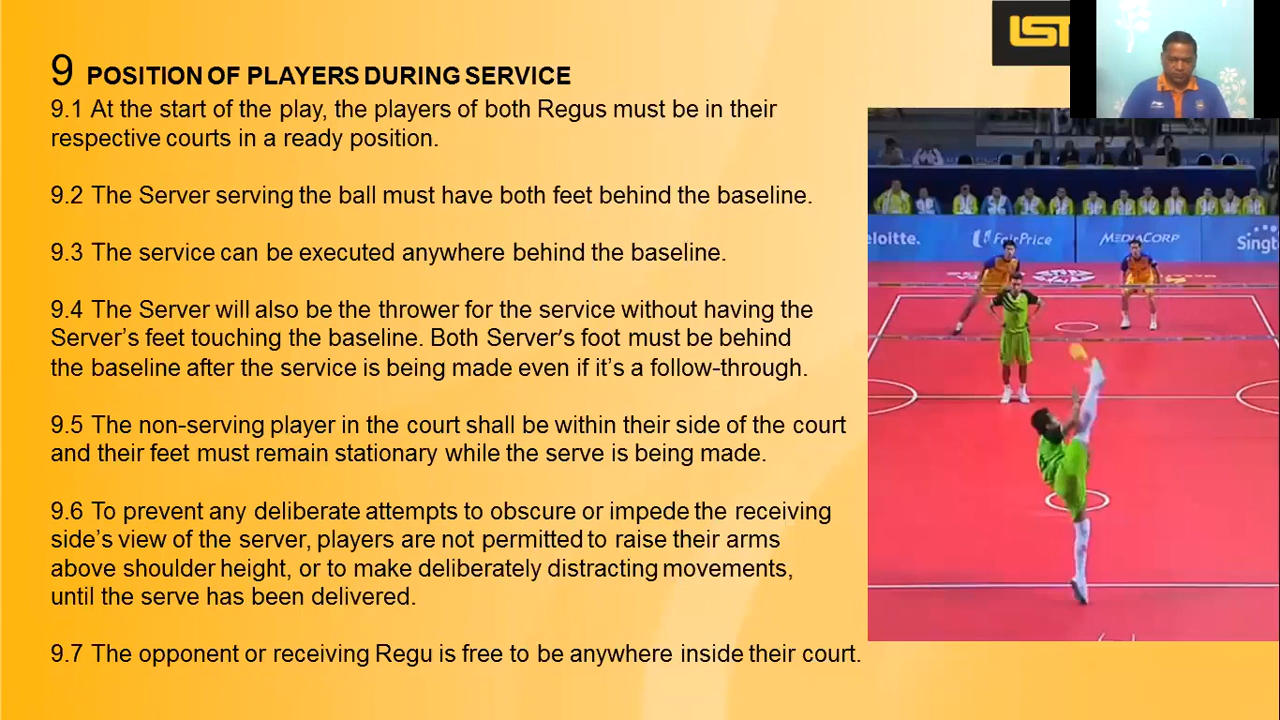 LST
9 POSITION OF PLAYERS DURING SERVICE
9.1 At the start of the play, the players of both Regus must be in their
respective courts in a ready position.
9.2 The Server serving the ball must have both feet behind the baseline.
9.3 The service can be executed anywhere behind the baseline.
9.4 The Server will also be the thrower for the service without having the
Server’s feet touching the baseline. Both Server’s foot must be behind
the baseline after the service is being made even if it’s a follow-through.
9.5 The non-serving player in the court shall be within their side of the court
and their feet must remain stationary while the serve is being made.
9.6 To prevent any deliberate attempts to obscure or impede the receiving
side’s view of the server, players are not permitted to raise their arms
above shoulder height, or to make deliberately distracting movements,
until the serve has been delivered.
9.7 The opponent or receiving Regu is free to be anywhere inside their court.
eloitte. FairPrice MEDIACORP Singt